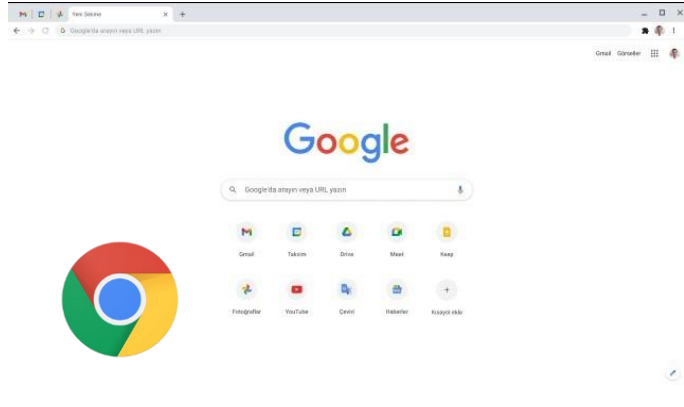 Yeni Sekme
Google'da arayın veya URL yazın
Gmail Görseller
Google
Google'da arayın veya URL yazın
Gmail Takvim Drive Meet Keep
Fotoğraflar YouTube Çeviri Haberler Kısayol ekle